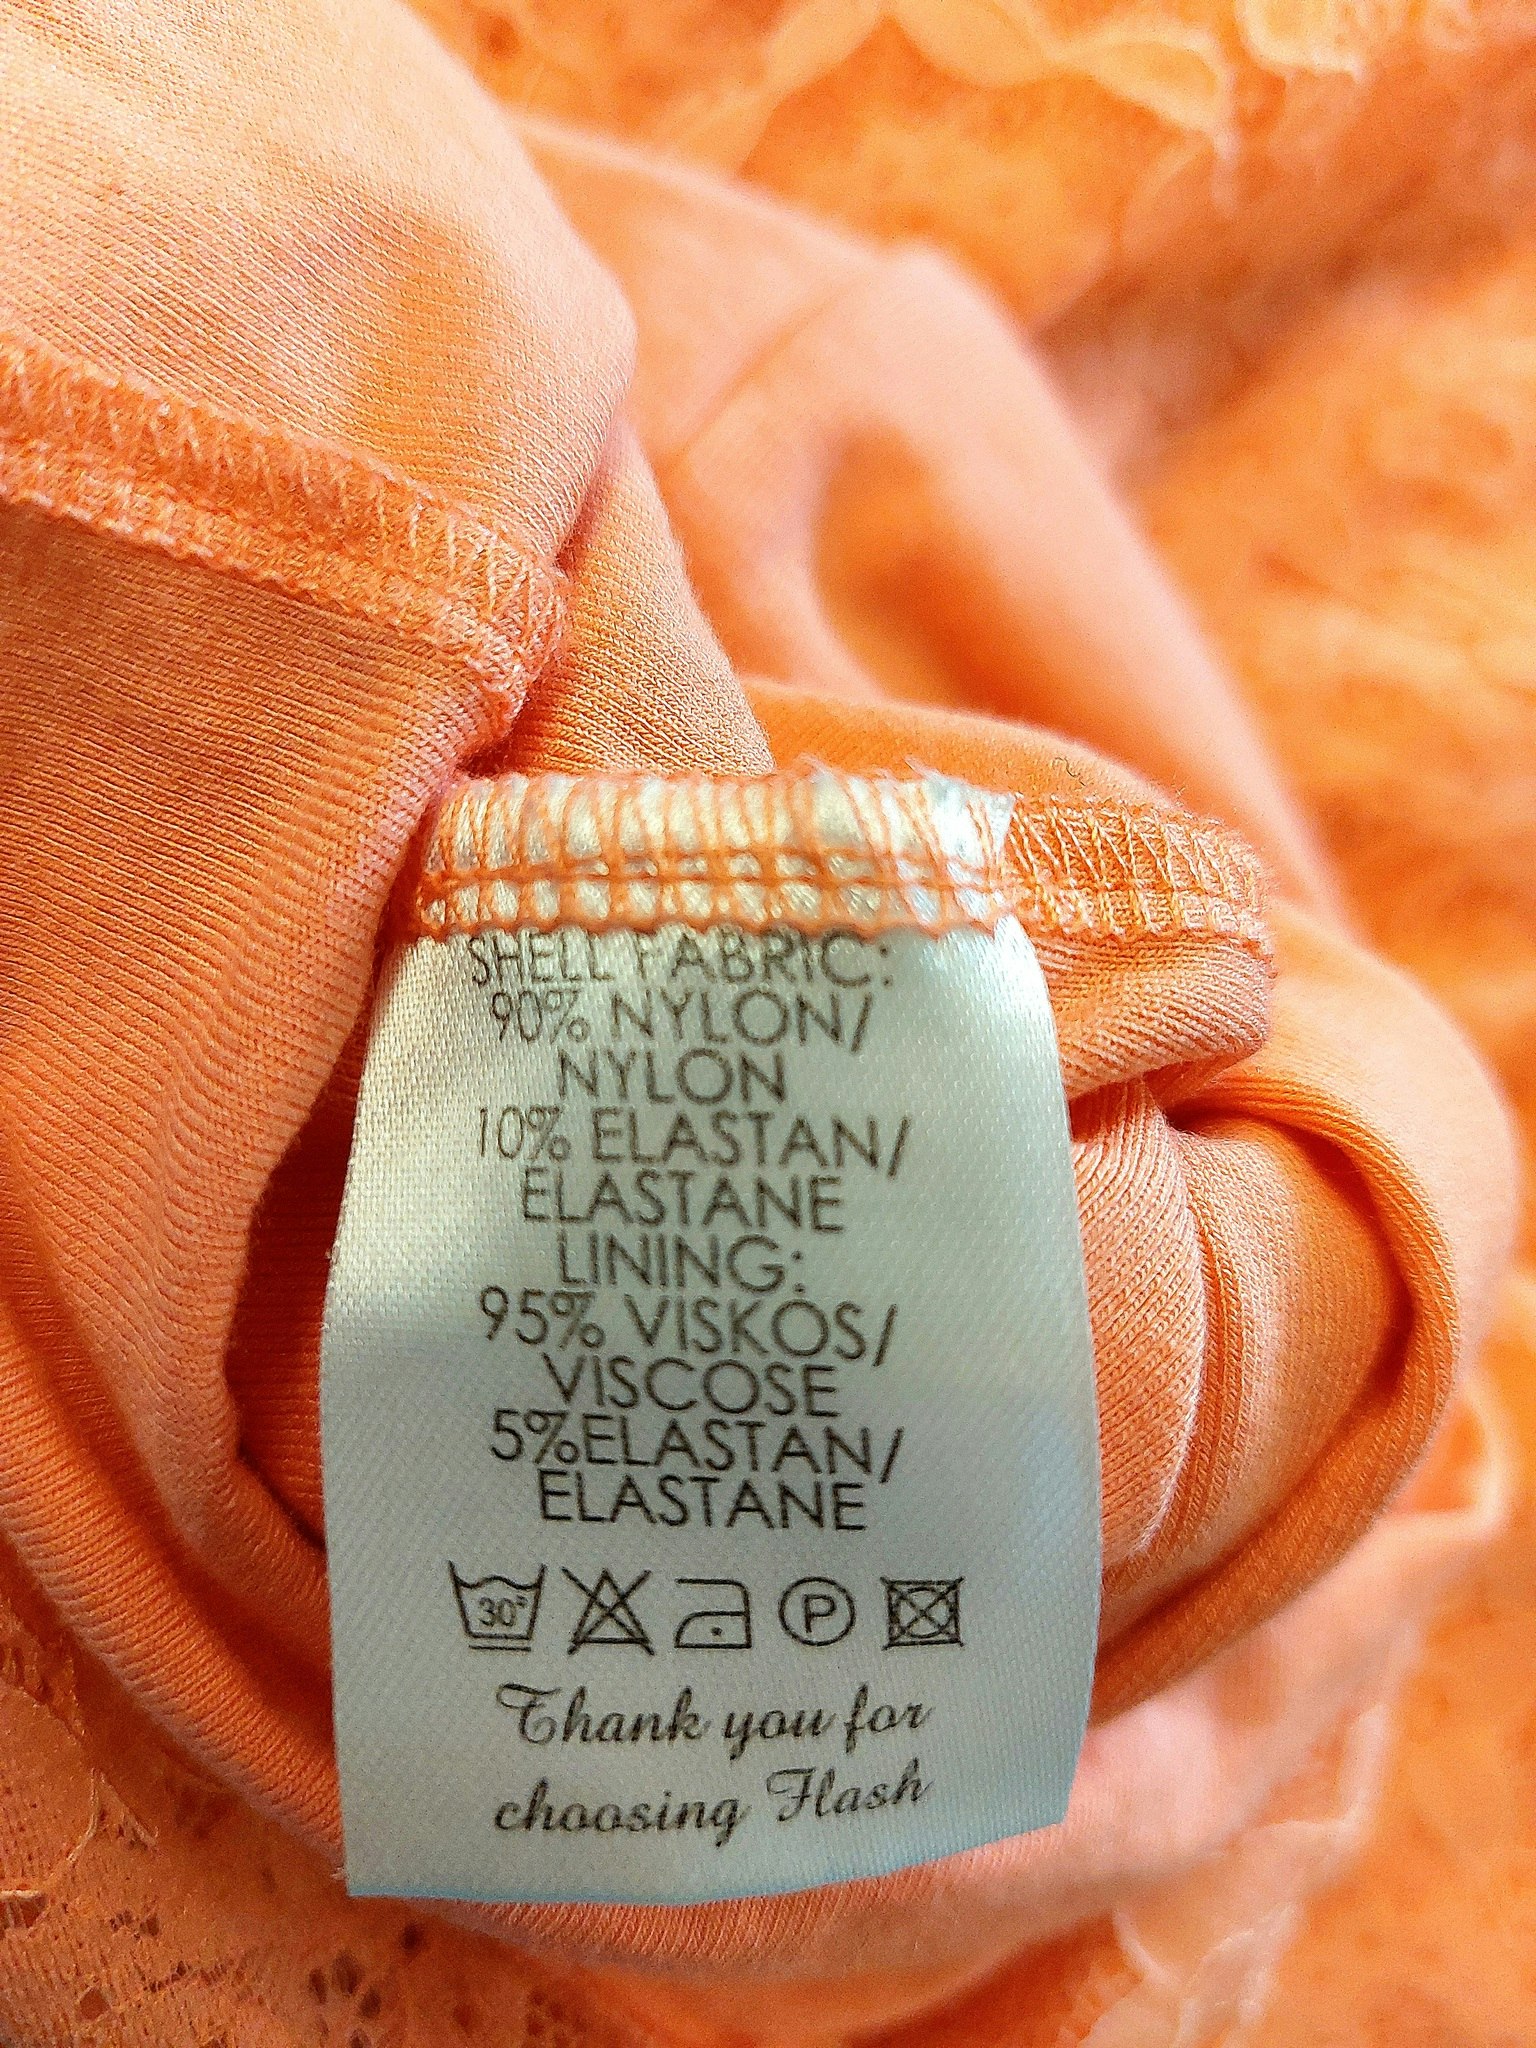 SHELL FABRIC:
90% NYLON/
NYLON
10% ELASTAN/
ELASTANE
LINING:
95% VISKOS/
VISCOSE
5%ELASTAN/
ELASTANE
30° P
Thank you for
choosing Flash